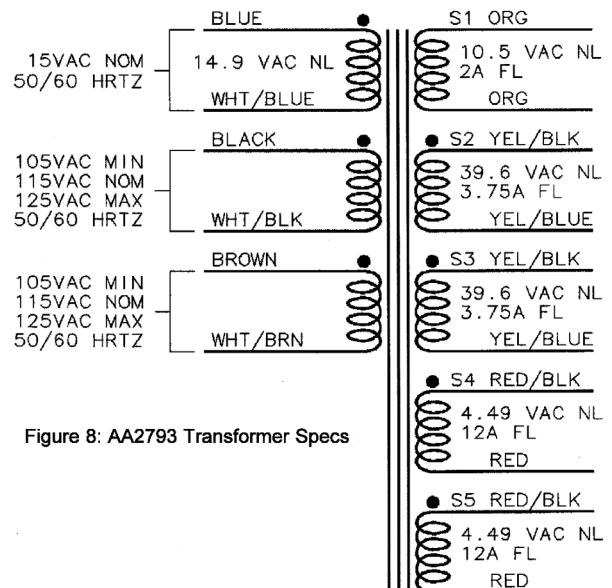 BLUE
15VAC NOM
50/60 HRTZ
14.9 VAC NL
WHT/BLUE
BLACK
105VAC MIN
115VAC NOM
125VAC MAX
50/60 HRTZ
WHT/BLK
BROWN
105VAC MIN
115VAC NOM
125VAC MAX
50/60 HRTZ
WHT/BRN
S1 ORG
10.5 VAC NL
2A FL
ORG
S2 YEL/BLK
39.6 VAC NL
3.75A FL
YEL/BLUE
S3 YEL/BLK
39.6 VAC NL
3.75A FL
YEL/BLUE
S4 RED/BLK
4.49 VAC NL
12A FL
RED
S5 RED/BLK
4.49 VAC NL
12A FL
RED
Figure 8: AA2793 Transformer Specs